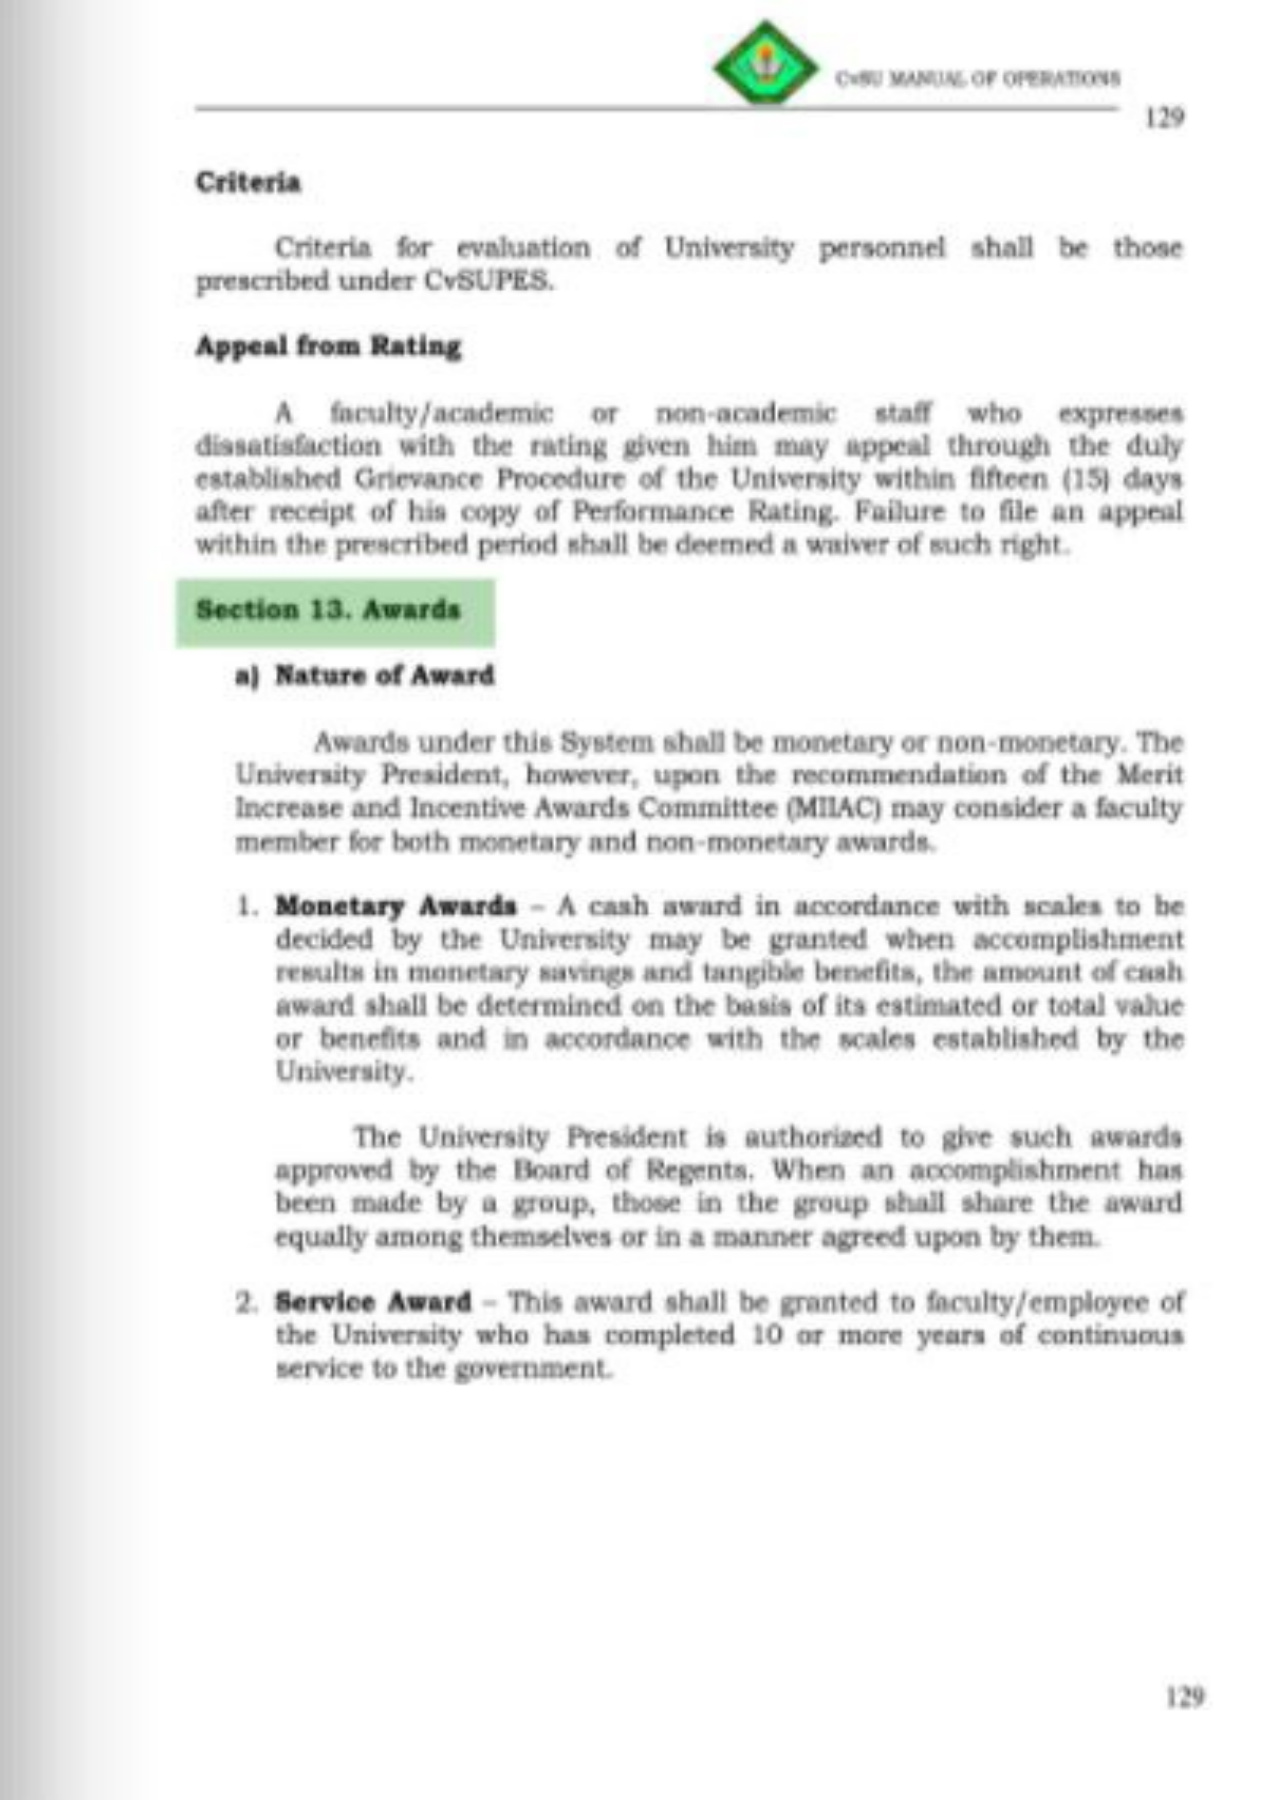 CvSU MANUAL OF OPERATIONS
129
Criteria
Criteria for evaluation of University personnel shall be those
prescribed under CvSUPES.
Appeal from Rating
A faculty/academic or non-academic staff who expresses
dissatisfaction with the rating given him may appeal through the duly
established Grievance Procedure of the University within fifteen (15) days
after receipt of his copy of Performance Rating. Failure to file an appeal
within the prescribed period shall be deemed a waiver of such right.
Section 13. Awards
a) Nature of Award
Awards under this System shall be monetary or non-monetary. The
University President, however, upon the recommendation of the Merit
Increase and Incentive Awards Committee (MIIAC) may consider a faculty
member for both monetary and non-monetary awards.
1. Monetary Awards – A cash award in accordance with scales to be
decided by the University may be granted when accomplishment
results in monetary savings and tangible benefits, the amount of cash
award shall be determined on the basis of its estimated or total value
or benefits and in accordance with the scales established by the
University.
The University President is authorized to give such awards
approved by the Board of Regents. When an accomplishment has
been made by a group, those in the group shall share the award
equally among themselves or in a manner agreed upon by them.
2. Service Award – This award shall be granted to faculty/employee of
the University who has completed 10 or more years of continuous
service to the government.
129